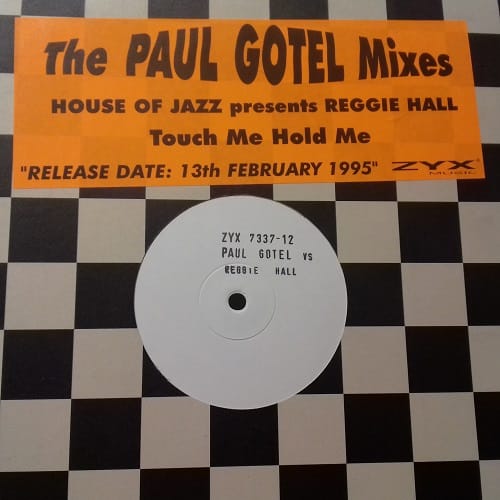 The PAUL GOTEL Mixes
HOUSE OF JAZZ presents REGGIE HALL
Touch Me Hold Me
"RELEASE DATE: 13th FEBRUARY 1995"
ZYX®
MUSIC
ZYX 7337-12
PAUL GOTEL vs
REGGIE HALL